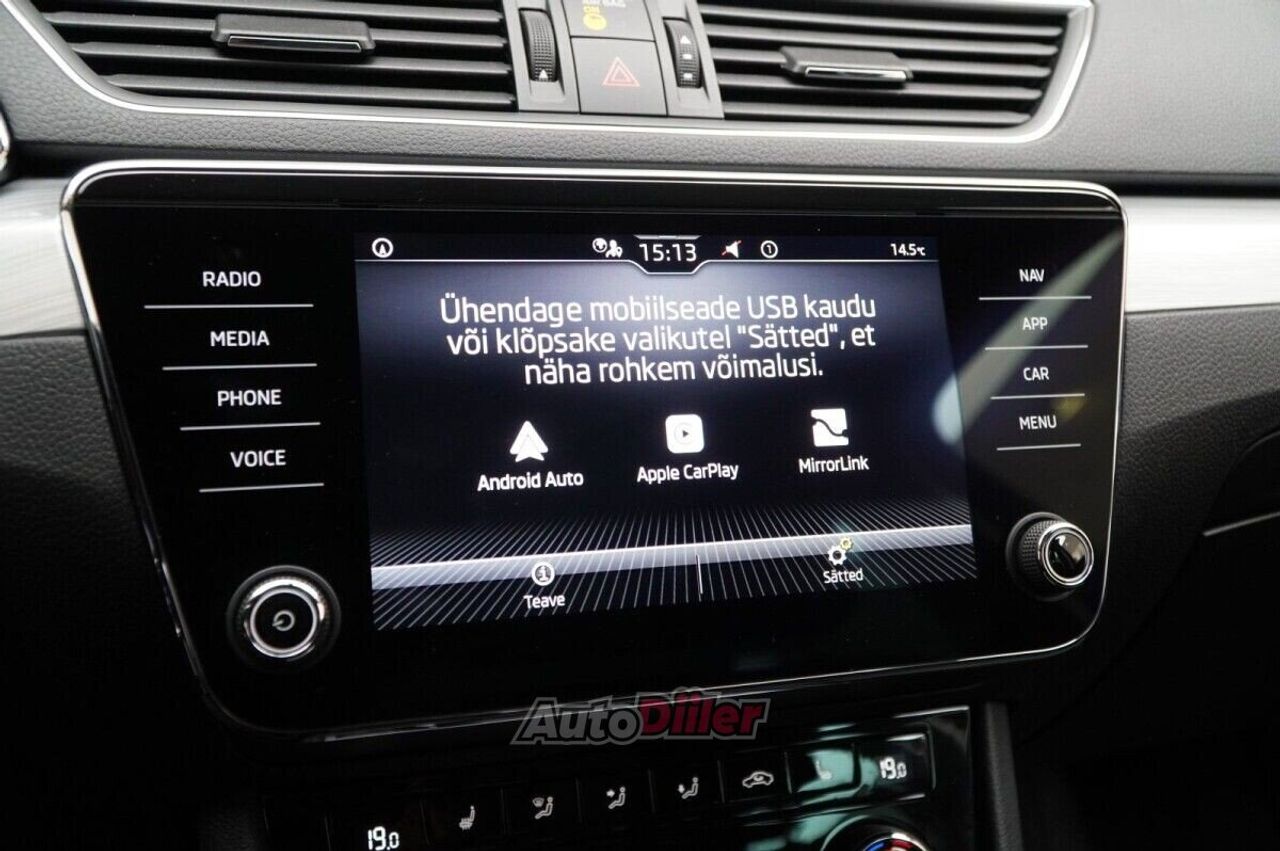 RADIO
MEDIA
PHONE
VOICE
15:13
1
14.5°C
Ühendage mobiilseade USB kaudu
või klõpsake valikutel "Sätted", et
näha rohkem võimalusi.
Android Auto
Apple CarPlay
MirrorLink
Teave
Sätted
NAV
APP
CAR
MENU
AutoDiiler
19.0
19.0